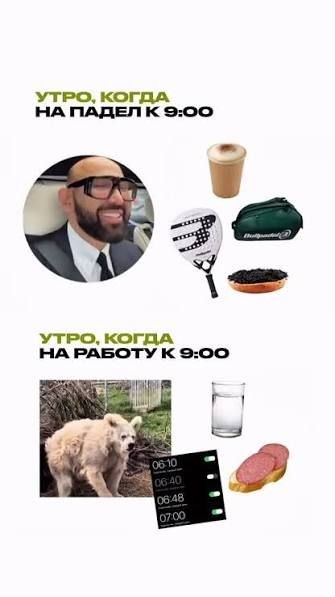 УТРО, КОГДА
НА ПАДЕЛ К 9:00
Bullpadel
УТРО, КОГДА
НА РАБОТУ К 9:00
06:10
06:40
06:48
07:00